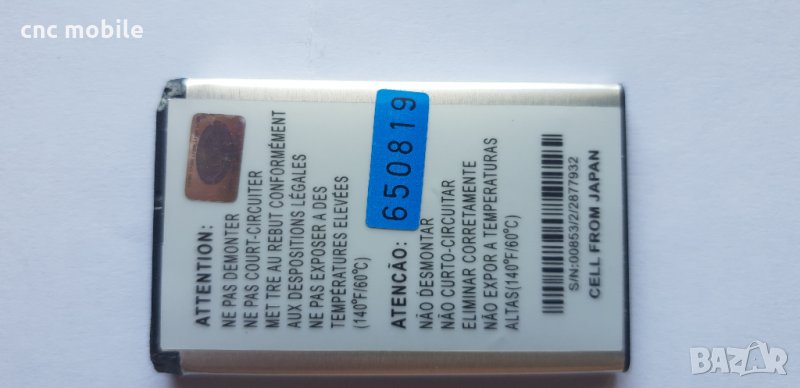 cnc mobile
ATTENTION:
NE PAS DEMONTER
NE PAS COURT-CIRCUITER
MET TRE AU REBUT CONFORMÉMENT
AUX DESPOSITIONS LÉGALES
NE PAS EXPOSER A DES
TEMPÉRATURES ELEVÉES
(140°F/60°C)
650819
ATENCÃO:
NÃO DESMONTAR
NÃO CURTO-CIRCUITAR
ELIMINAR CORRETAMENTE
NÃO EXPOR A TEMPERATURAS
ALTAS(140°F/60°C)
S/N:00853/2/2877932
CELL FROM JAPAN
BAZAR